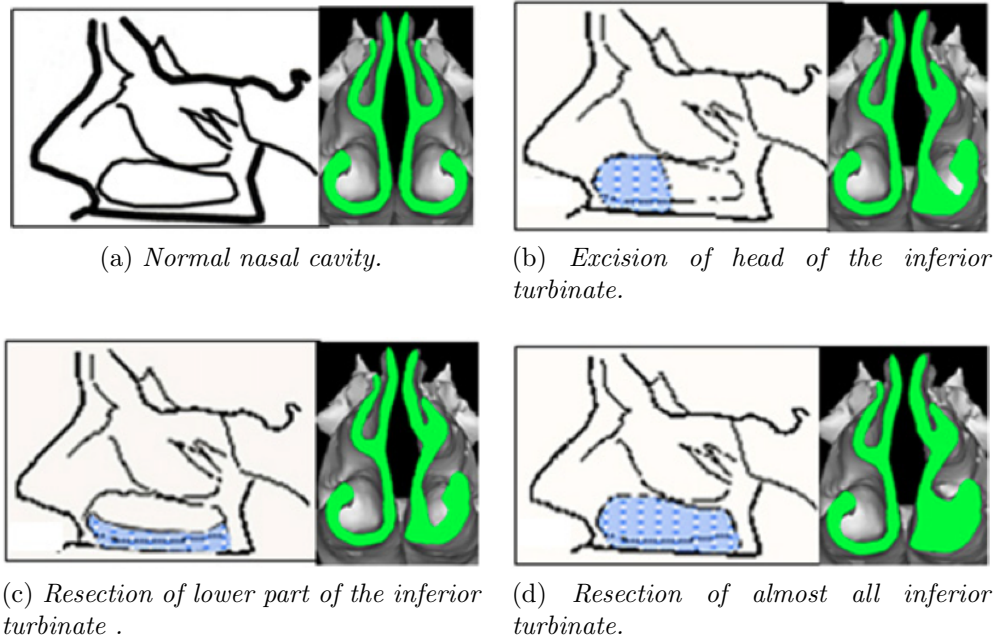 (a) Normal nasal cavity.
(b) Excision of head of the inferior
turbinate.
(c) Resection of lower part of the inferior
turbinate .
(d) Resection of almost all inferior
turbinate.